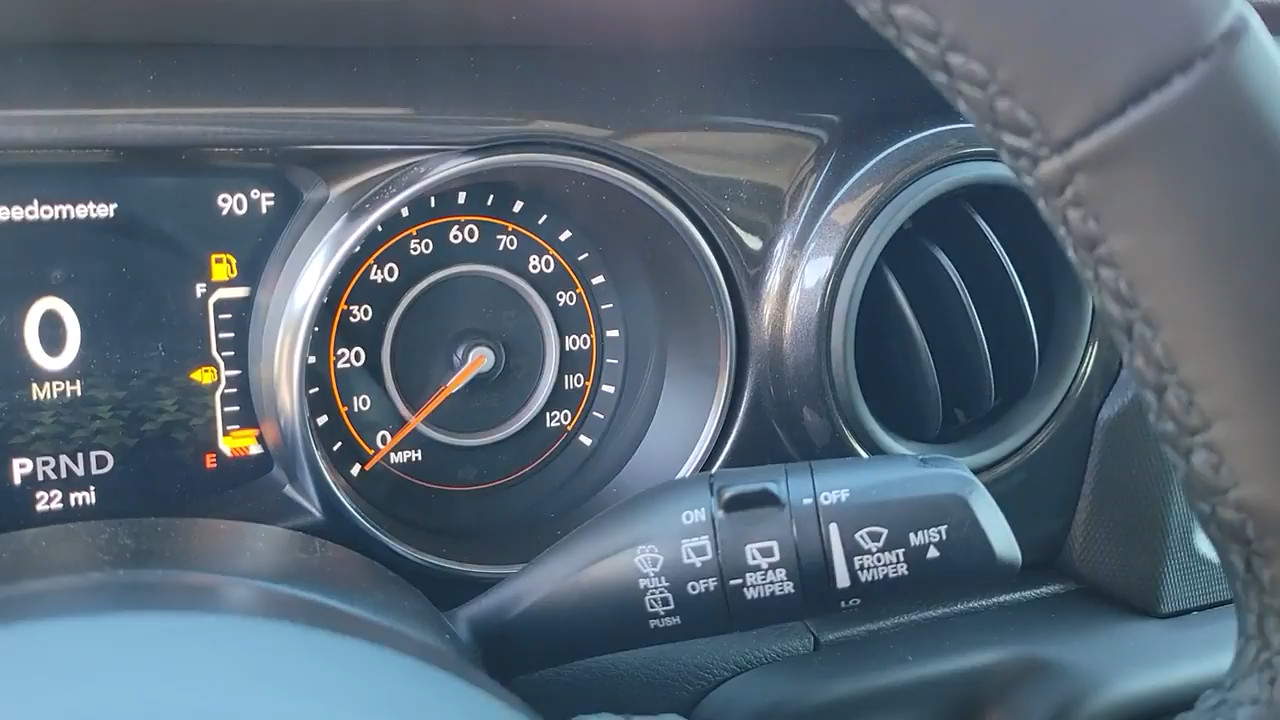 eedometer
90°F
F
0
MPH
E
PRND
22 mi
0
10
20
30
40
50
60
70
80
90
100
110
120
MPH
ON
OFF
PULL
PUSH
REAR
WIPER
OFF
FRONT
WIPER
MIST
LO